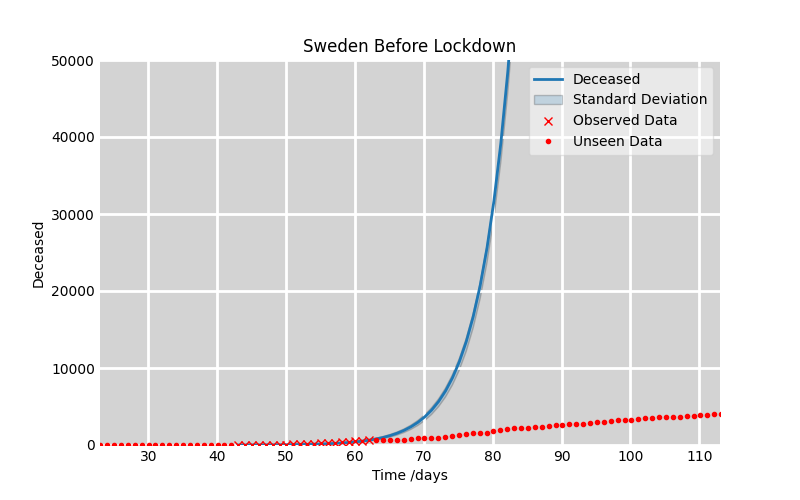 Sweden Before Lockdown
50000
40000
30000
20000
10000
0
Deceased
Deceased
Standard Deviation
Observed Data
Unseen Data
30 40 50 60 70 80 90 100 110
Time /days